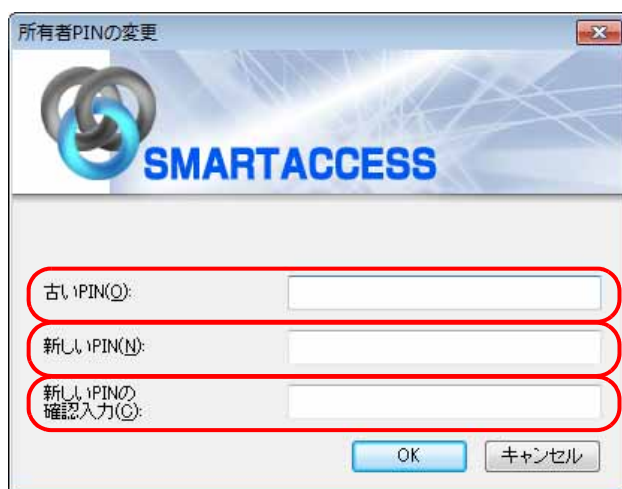 所有者PINの変更
SMARTACCESS
古いPIN(O):
新しいPIN(N):
新しいPINの
確認入力(C):
OK
キャンセル